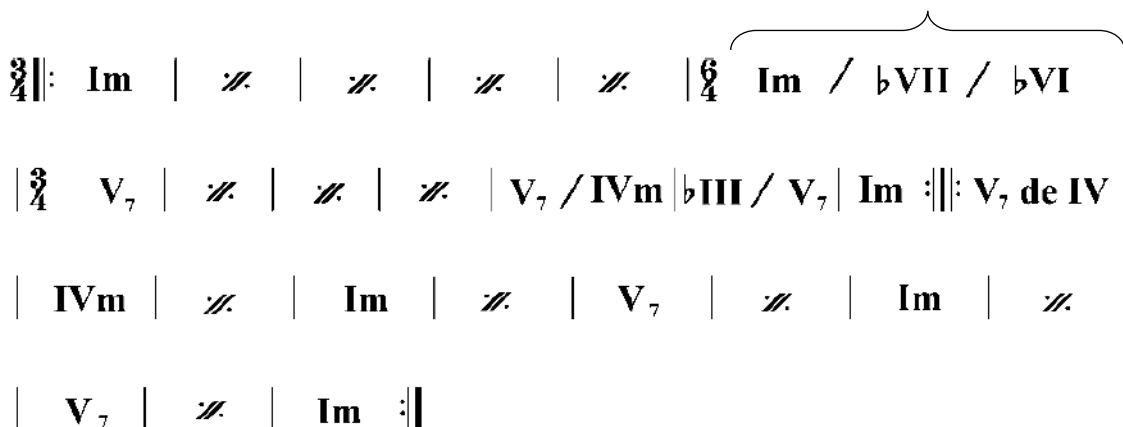 3/4 ‖: Im | 𝄎 | 𝄎 | 𝄎 | 𝄎 | 6/4 Im / ♭VII / ♭VI
| 3/4 V₇ | 𝄎 | 𝄎 | 𝄎 | V₇ / IVm | ♭III / V₇ | Im :‖: V₇ de IV
| IVm | 𝄎 | Im | 𝄎 | V₇ | 𝄎 | Im | 𝄎
| V₇ | 𝄎 | Im :‖